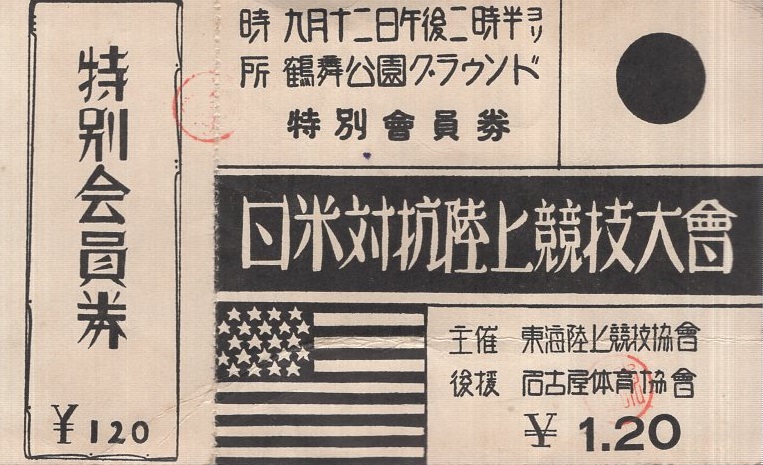 特別会員券
¥120
時 九月十二日午後二時半ヨリ
所 鶴舞公園グラウンド
特別會員券
日米対抗陸上競技大會
主催 東海陸上競技協會
後援 名古屋体育協會
¥1.20